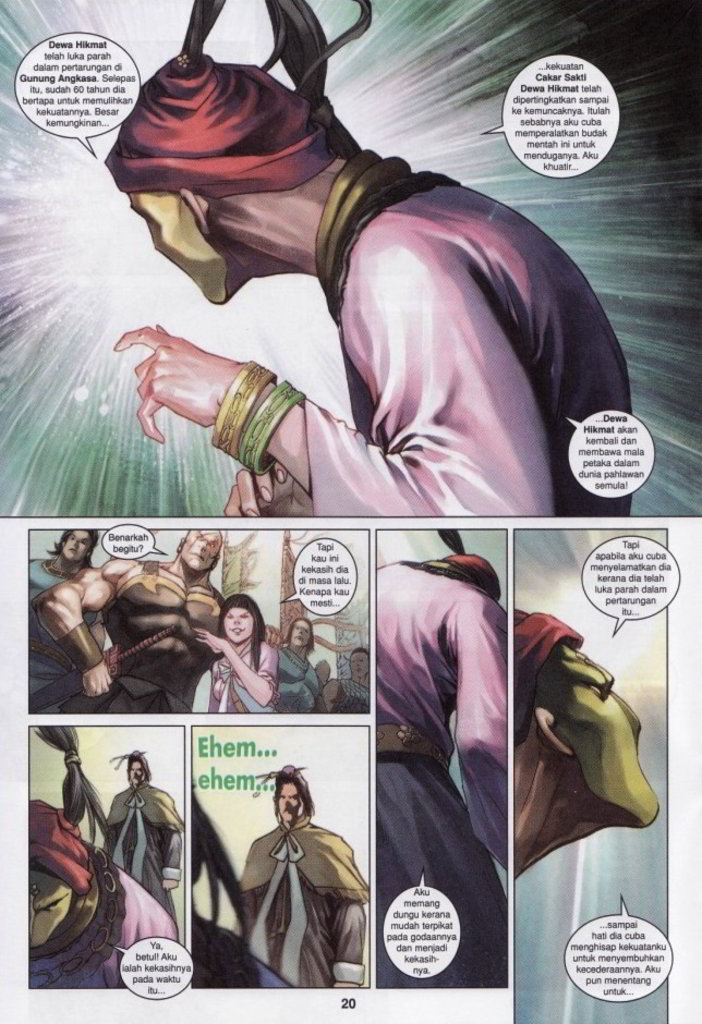 Dewa Hikmat
telah luka parah
dalam pertarungan di
Gunung Angkasa. Selepas
itu, sudah 60 tahun dia
bertapa untuk memulihkan
kekuatan. Besar
kemungkinan...
...kekuatan
Cakar Sakti
Dewa Hikmat telah
dipertingkatkan sampai
ke kemuncaknya. Itulah
sebabnya aku cuba
memperalatkan budak
mentah ini untuk
menduganya. Aku
khuatir...
...Dewa
Hikmat akan
kembali dan
membawa mala
petaka dalam
dunia pahlawan
semula!
Benarkah
begitu?
Tapi
kau ini
kekasih dia
di masa lalu.
Kenapa kau
mesti...
Ya,
betul! Aku
ialah kekasihnya
pada waktu
itu...
Ehem...
ehem...
Aku
memang
dungu kerana
mudah terpikat
pada godaannya
dan menjadi
kekasih-
nya.
Tapi
apabila aku cuba
menyelamatkan dia
kerana dia telah
luka parah dalam
pertarungan
itu...
...sampai
hati dia cuba
menghisap kekuatanku
untuk menyembuhkan
kecederaannya. Aku
pun menentang
untuk...
20